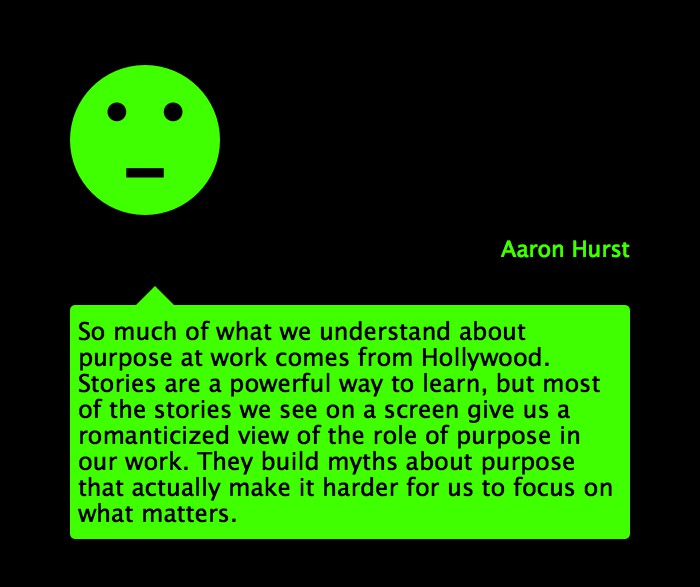 Aaron Hurst
So much of what we understand about
purpose at work comes from Hollywood.
Stories are a powerful way to learn, but most
of the stories we see on a screen give us a
romanticized view of the role of purpose in
our work. They build myths about purpose
that actually make it harder for us to focus on
what matters.